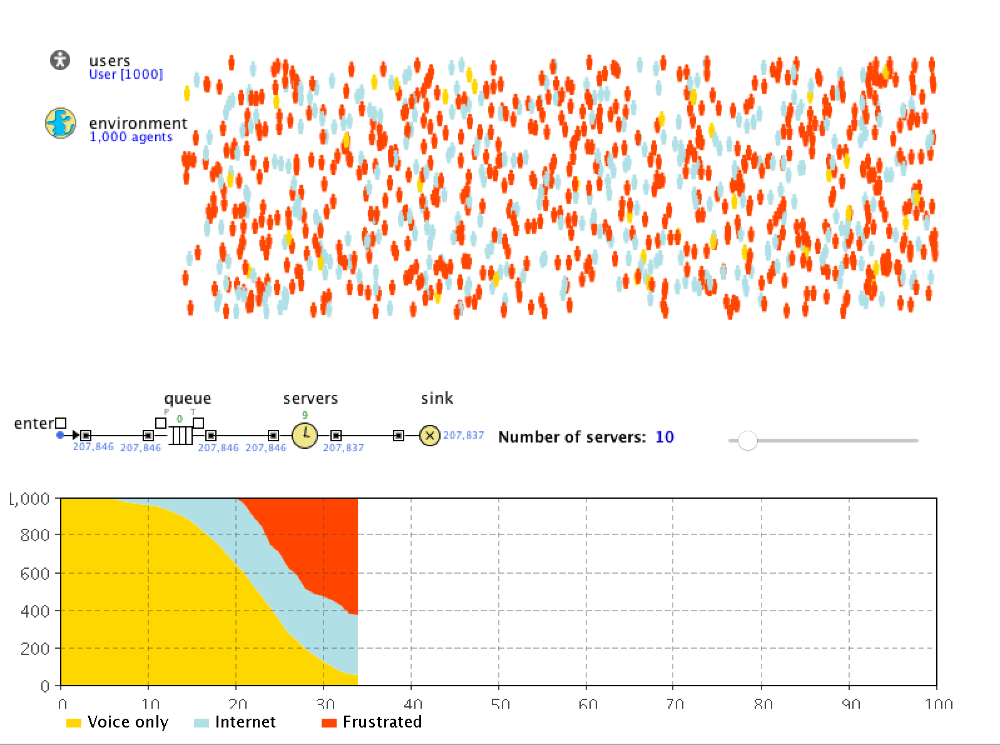 users
User [1000]
environment
1,000 agents
queue
servers
sink
P
T
0
9
enter
207,846
207,846
207,846
207,846
207,837
207,837
Number of servers: 10
1,000
800
600
400
200
0
0 10 20 30 40 50 60 70 80 90 100
Voice only Internet Frustrated